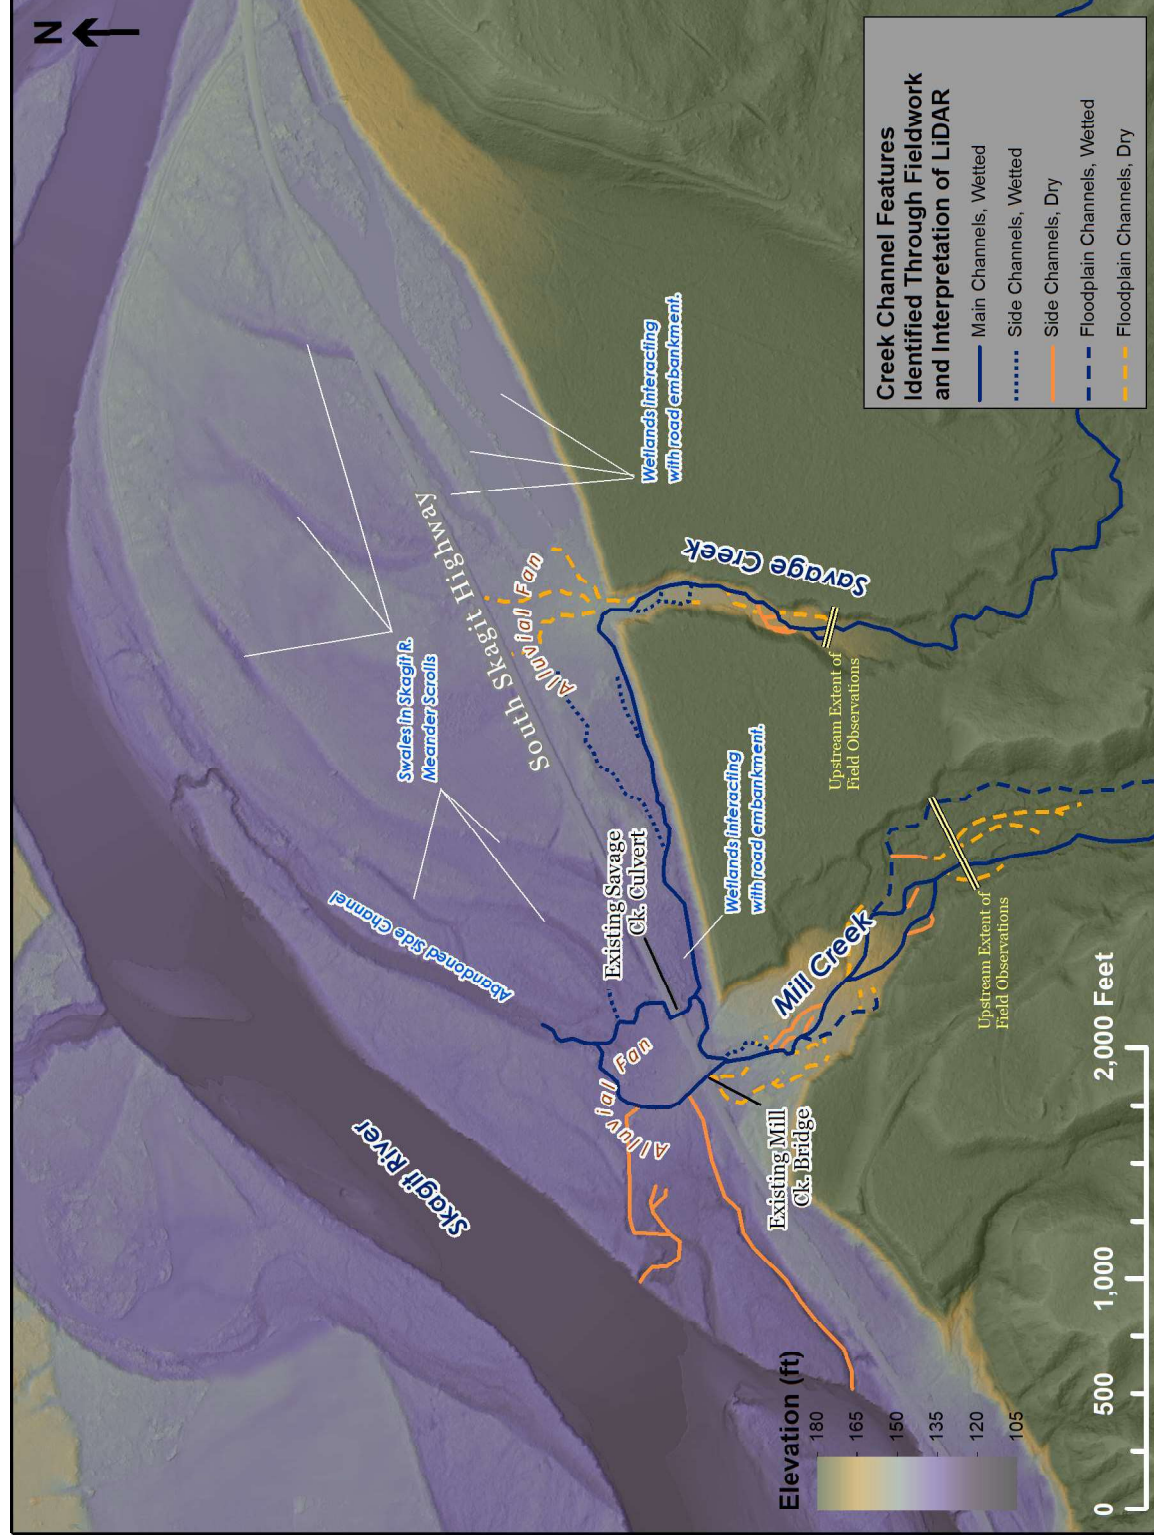 N
Creek Channel Features
Identified Through Fieldwork
and Interpretation of LiDAR
Main Channels, Wetted
Side Channels, Wetted
Side Channels, Dry
Floodplain Channels, Wetted
Floodplain Channels, Dry
Swales in Skagit R.
Meander Scrolls
South Skagit Highway
Wetlands interacting
with road embankment.
Alluvial Fan
Savage Creek
Upstream Extent of
Field Observations
Abandoned Side Channel
Existing Savage
Ck. Culvert
Wetlands interacting
with road embankment.
Skagit River
Alluvial Fan
Mill Creek
Upstream Extent of
Field Observations
Existing Mill
Ck. Bridge
Elevation (ft)
180
165
150
135
120
105
0
500
1,000
2,000 Feet